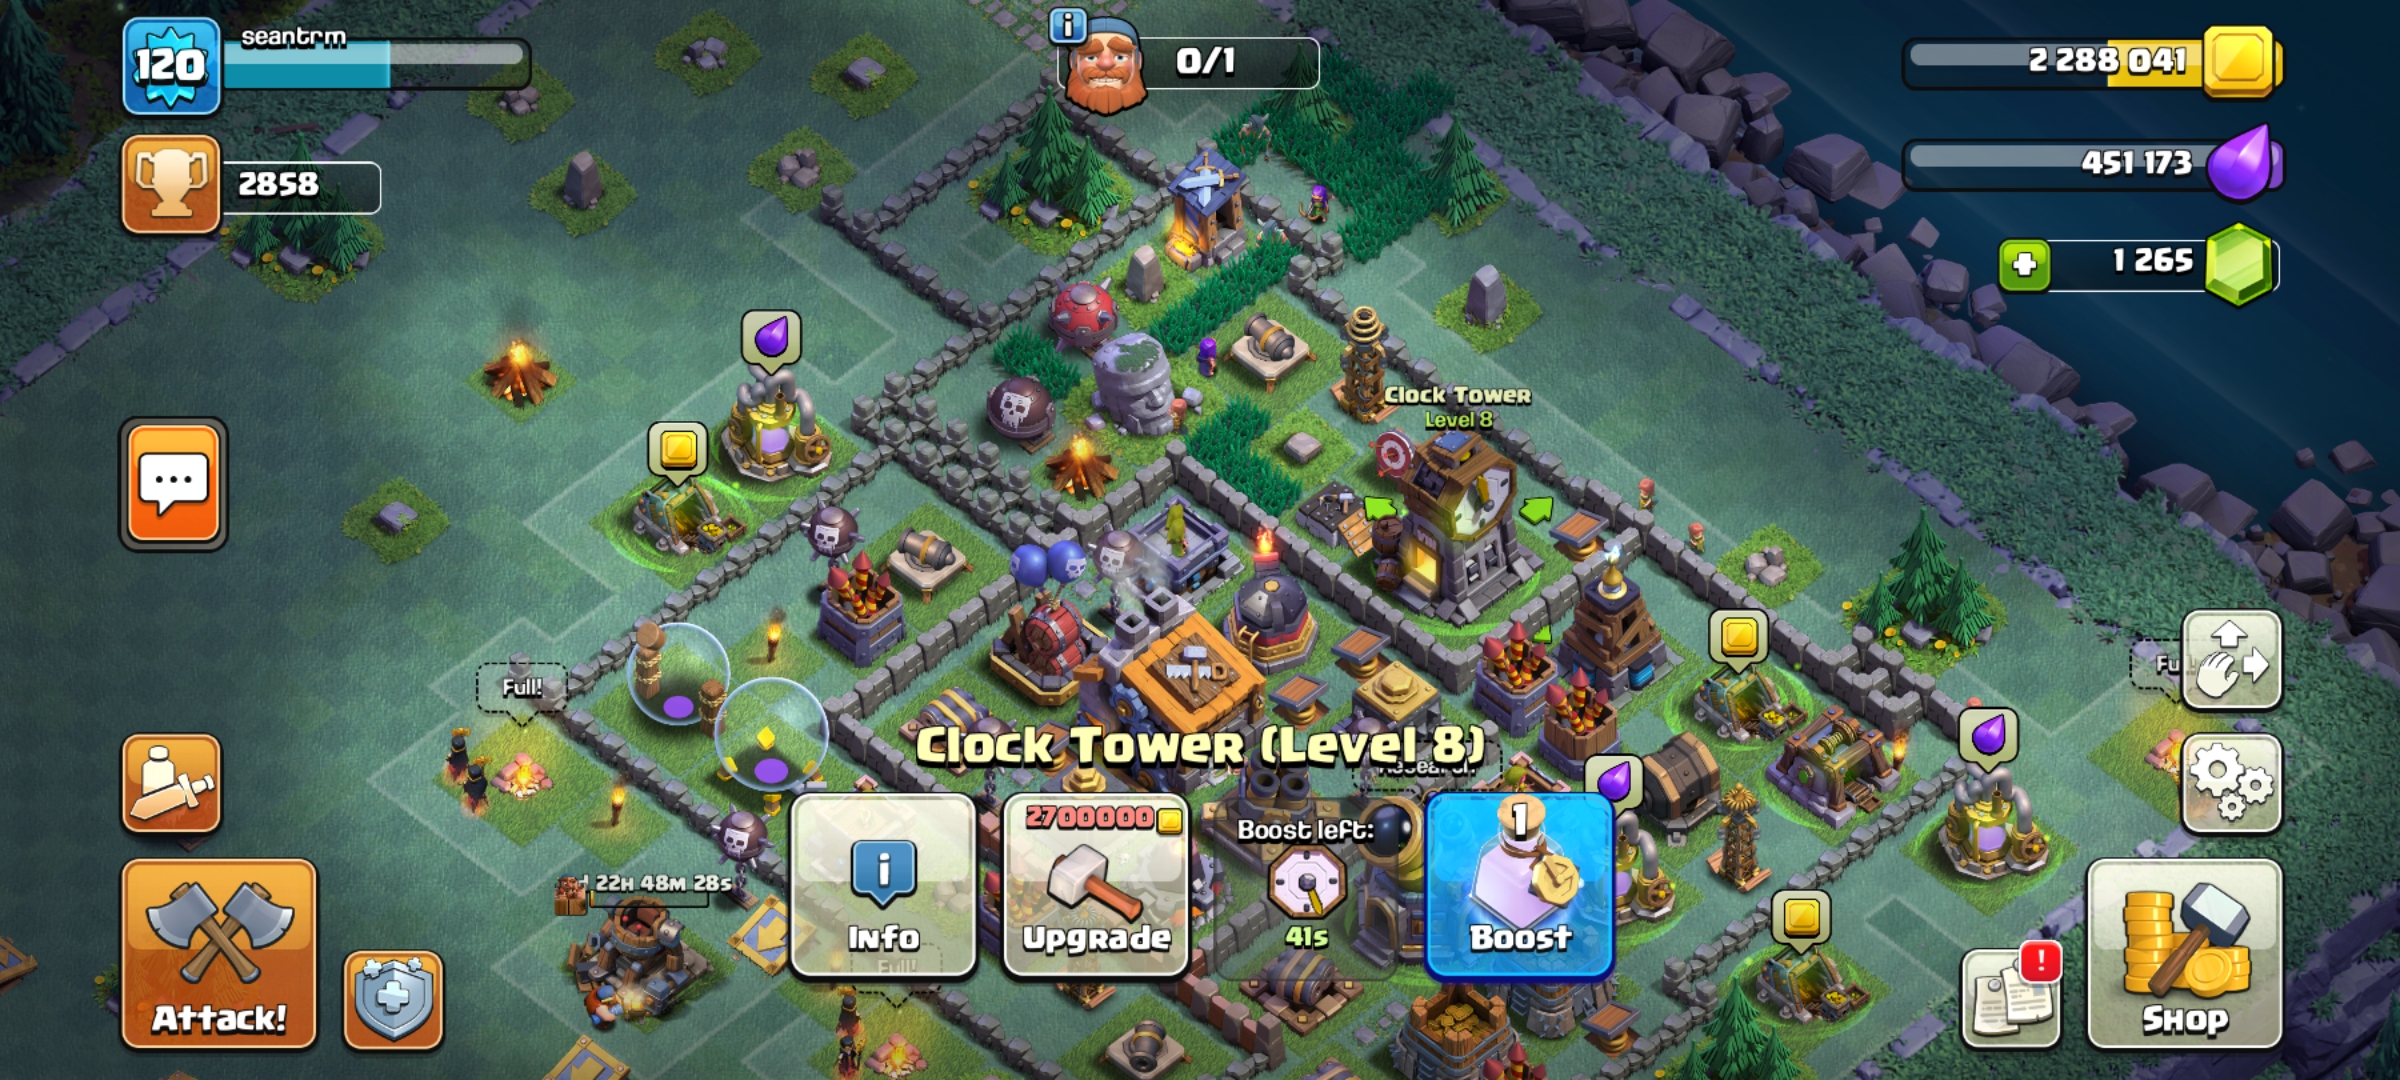 120
seantrm
0/1
2 288 041
2858
451 173
1 265
Clock Tower
Level 8
Full!
Clock Tower (Level 8)
22H 48M 28s
Info
2700000
Upgrade
Boost left:
41s
1
Boost
Full!
Attack!
!
Shop